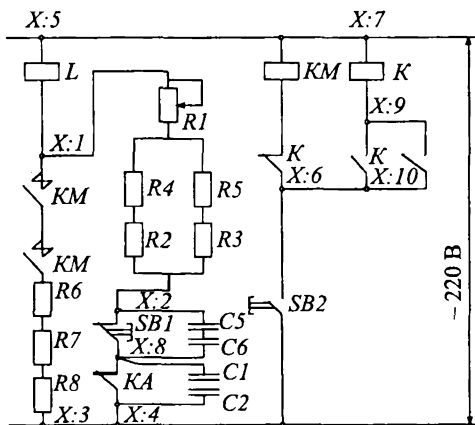 X:5 X:7
L KM K
X:1 R1 X:9
K K
X:6 X:10
KM R4 R5
KM R2 R3
R6 X:2
SB1 C5 SB2
R7 X:8 C6
KA C1
R8 C2
X:3 X:4
~220 В